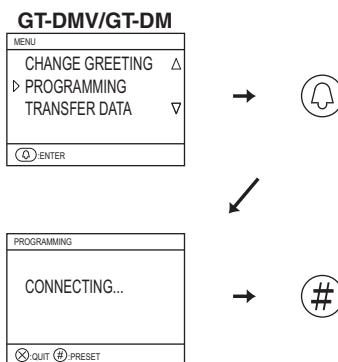 GT-DMV/GT-DM
MENU
CHANGE GREETING
PROGRAMMING
TRANSFER DATA
:ENTER
PROGRAMMING
CONNECTING...
#
:QUIT #:PRESET